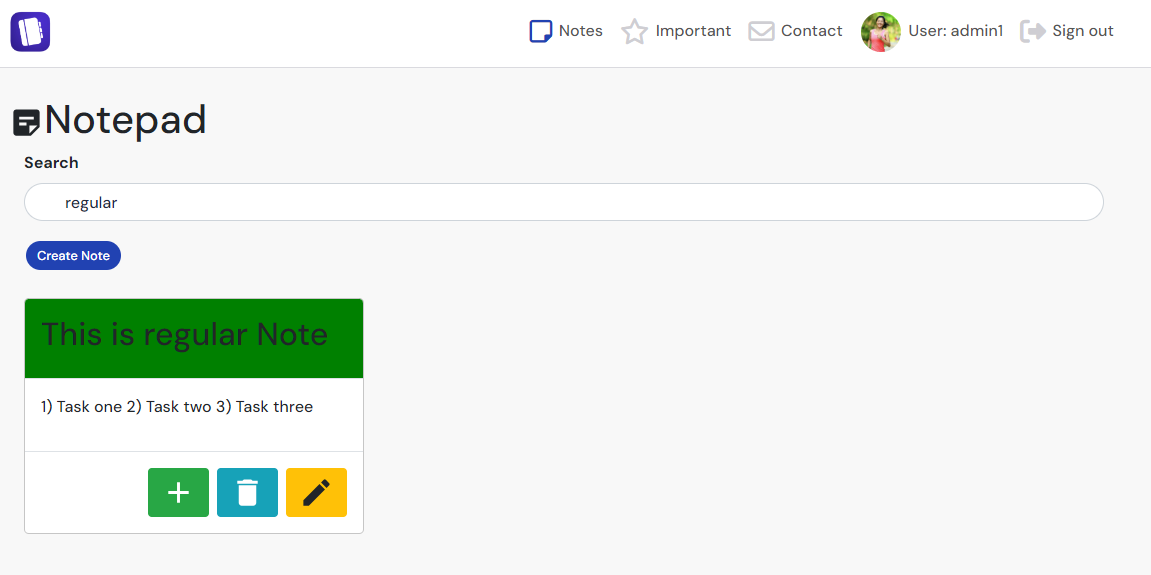 Notes Important Contact User: admin1 Sign out
Notepad
Search
regular
Create Note
This is regular Note
1) Task one 2) Task two 3) Task three